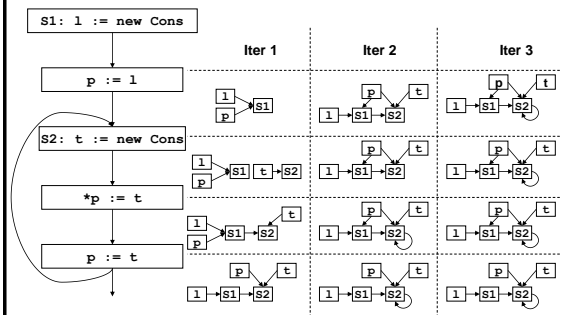 S1: l := new Cons
Iter 1 Iter 2 Iter 3
p := l
l p S1
p t l S1 S2
p t l S1 S2
S2: t := new Cons
l p S1 t S2
p t l S1 S2
p t l S1 S2
*p := t
l p S1 S2 t
p t l S1 S2
p t l S1 S2
p := t
p t l S1 S2
p t l S1 S2
p t l S1 S2